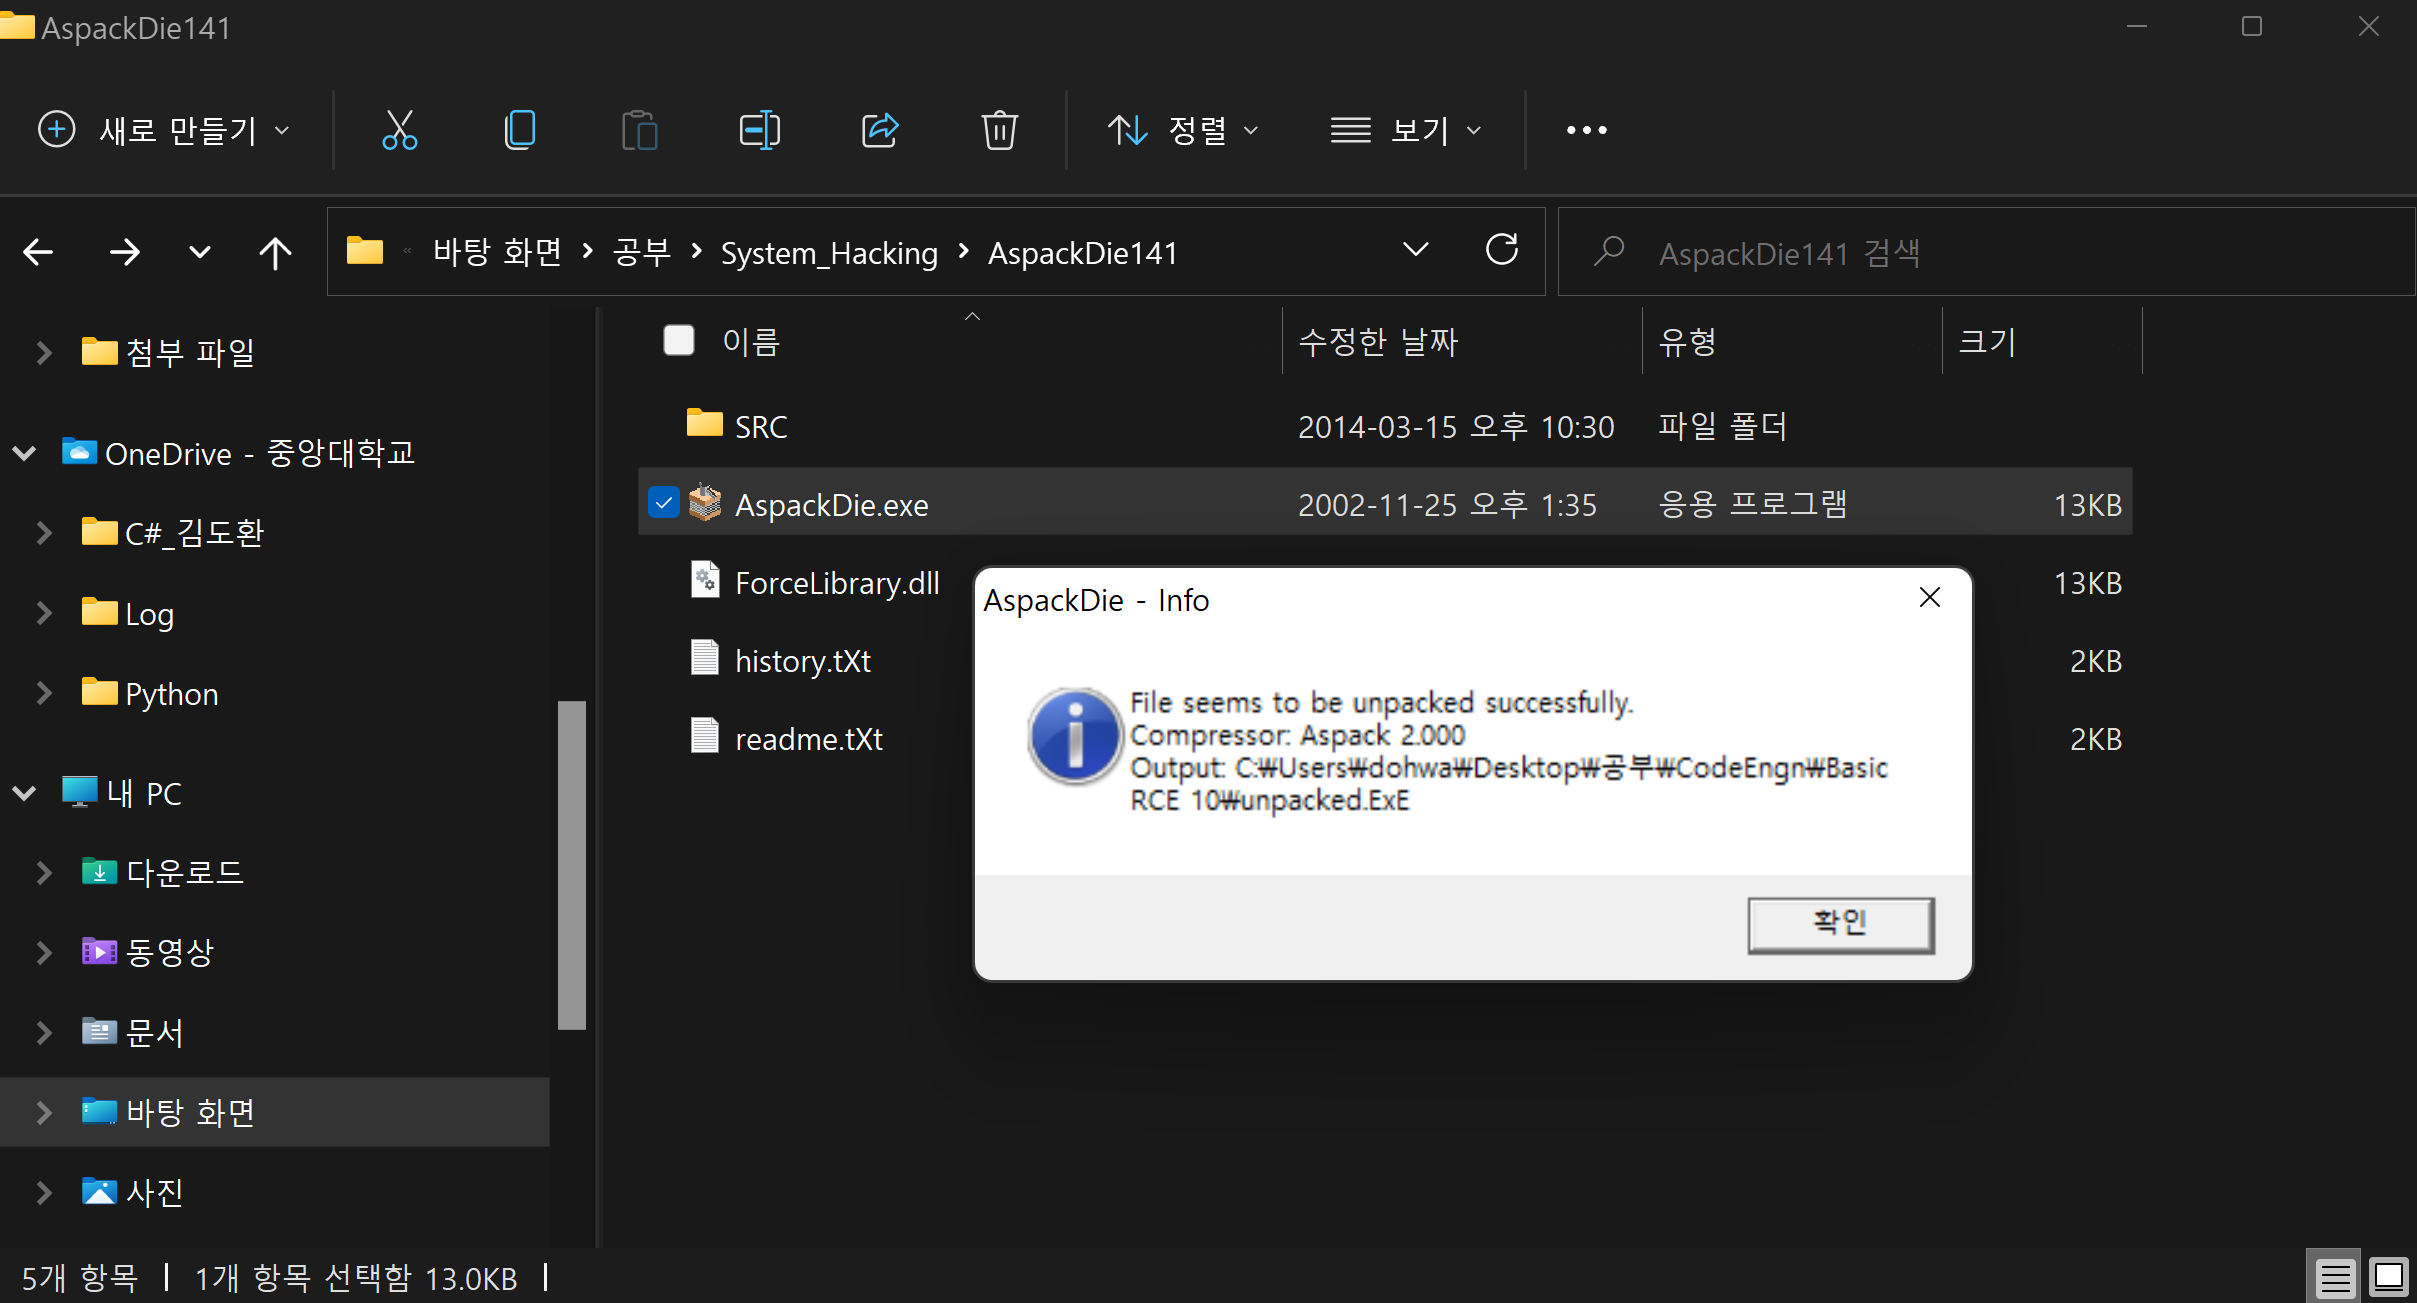 AspackDie141
새로 만들기 정렬 보기
« 바탕 화면 공부 System_Hacking AspackDie141 AspackDie141 검색
이름 수정한 날짜 유형 크기
첨부 파일
OneDrive - 중앙대학교
C#_김도환
Log
Python
내 PC
다운로드
동영상
문서
바탕 화면
사진
SRC 2014-03-15 오후 10:30 파일 폴더
AspackDie.exe 2002-11-25 오후 1:35 응용 프로그램 13KB
ForceLibrary.dll 13KB
history.tXt 2KB
readme.tXt 2KB
AspackDie - Info
File seems to be unpacked successfully.
Compressor: Aspack 2.000
Output: C:₩Users₩dohwa₩Desktop₩공부₩CodeEngn₩Basic
RCE 10₩unpacked.ExE
확인
5개 항목 1개 항목 선택함 13.0KB